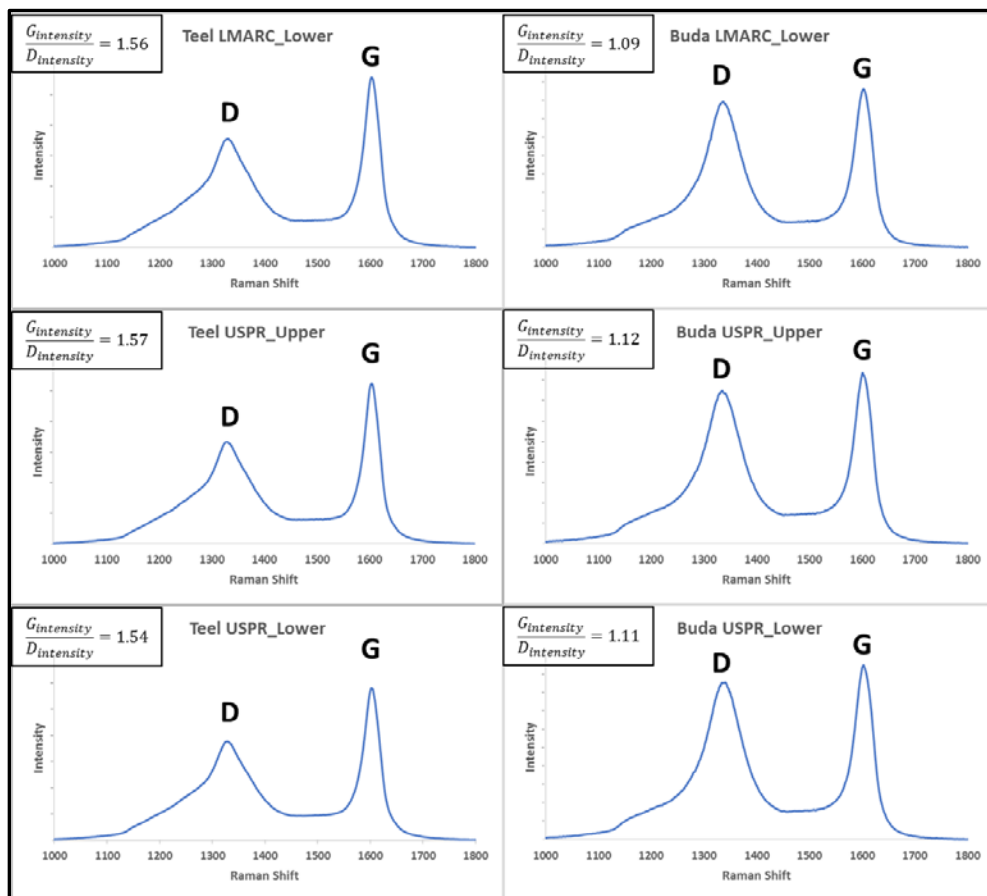 G_intensity / D_intensity = 1.56
Teel LMARC_Lower
D
G
Intensity
1000 1100 1200 1300 1400 1500 1600 1700 1800
Raman Shift
G_intensity / D_intensity = 1.09
Buda LMARC_Lower
D
G
Intensity
1000 1100 1200 1300 1400 1500 1600 1700 1800
Raman Shift
G_intensity / D_intensity = 1.57
Teel USPR_Upper
D
G
Intensity
1000 1100 1200 1300 1400 1500 1600 1700 1800
Raman Shift
G_intensity / D_intensity = 1.12
Buda USPR_Upper
D
G
Intensity
1000 1100 1200 1300 1400 1500 1600 1700 1800
Raman Shift
G_intensity / D_intensity = 1.54
Teel USPR_Lower
D
G
Intensity
1000 1100 1200 1300 1400 1500 1600 1700 1800
Raman Shift
G_intensity / D_intensity = 1.11
Buda USPR_Lower
D
G
Intensity
1000 1100 1200 1300 1400 1500 1600 1700 1800
Raman Shift